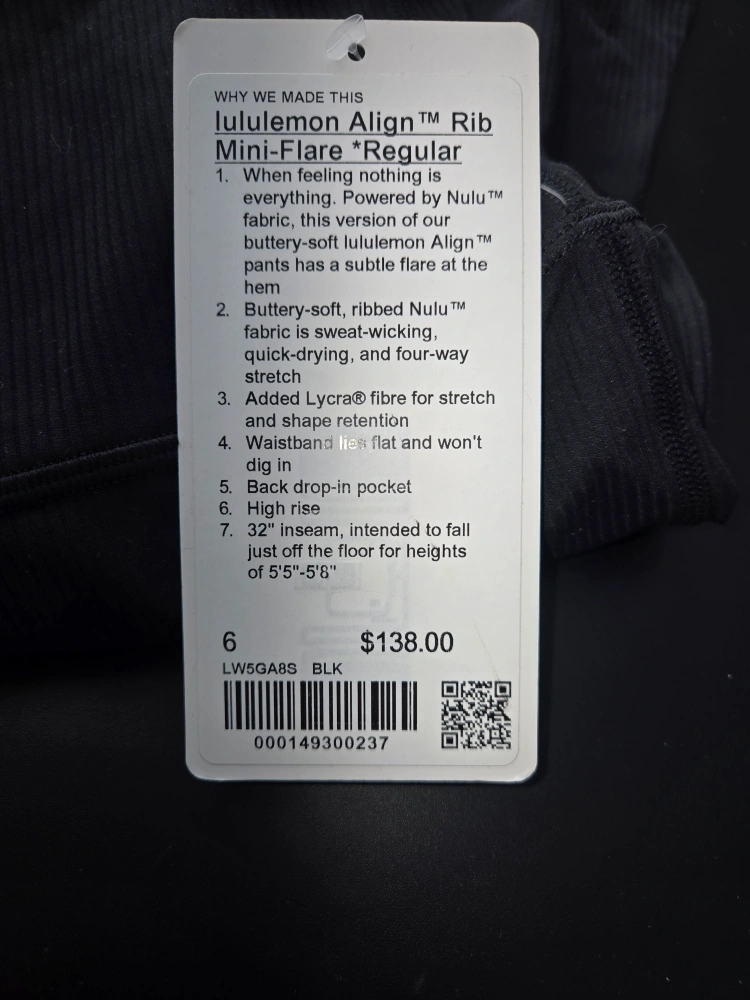 WHY WE MADE THIS
lululemon Align™ Rib
Mini-Flare *Regular
1. When feeling nothing is
everything. Powered by Nulu™
fabric, this version of our
buttery-soft lululemon Align™
pants has a subtle flare at the
hem
2. Buttery-soft, ribbed Nulu™
fabric is sweat-wicking,
quick-drying, and four-way
stretch
3. Added Lycra® fibre for stretch
and shape retention
4. Waistband lies flat and won't
dig in
5. Back drop-in pocket
6. High rise
7. 32" inseam, intended to fall
just off the floor for heights
of 5'5"-5'8"
6 $138.00
LW5GA8S BLK
000149300237